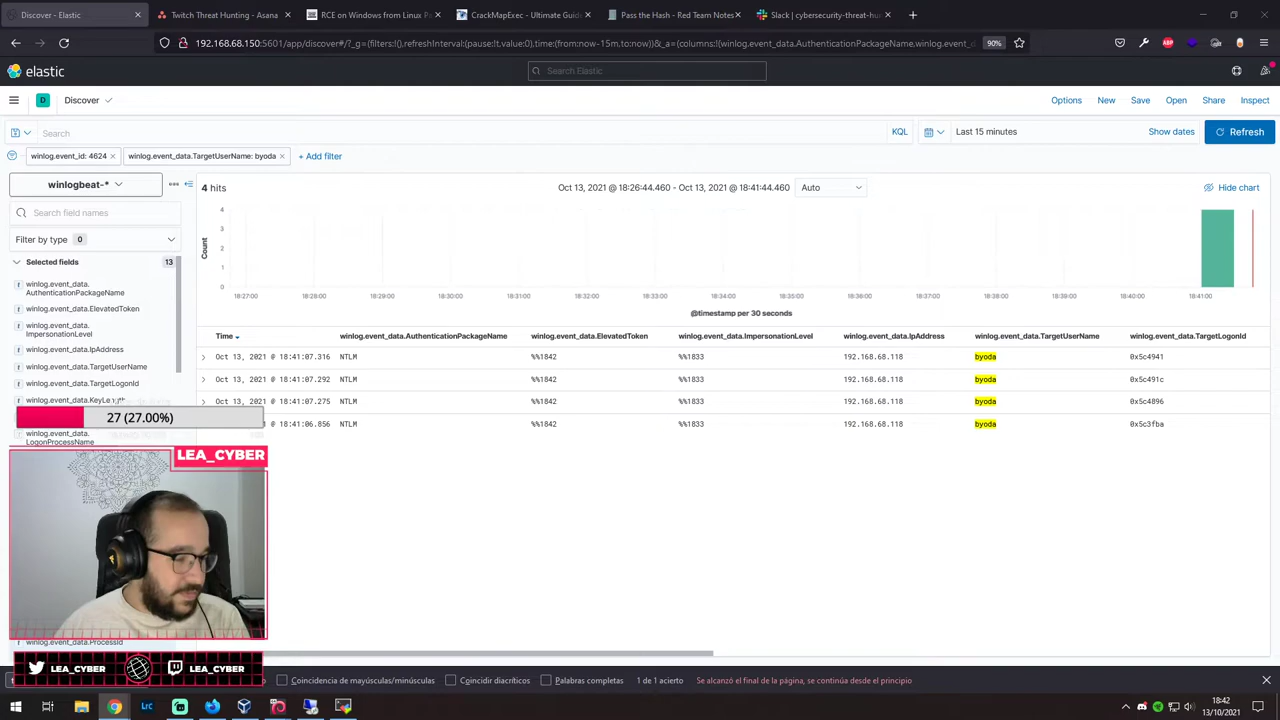 Discover - Elastic
Twitch Threat Hunting - Asana
RCE on Windows from Linux Pa
CrackMapExec - Ultimate Guide
Pass the Hash - Red Team Notes
Slack | cybersecurity-threat-hu
192.168.68.150:5601/app/discover#/?_g=(filters:!(),refreshInterval:(pause:!t,value:0),time:(from:now-15m,to:now))&_a=(columns:!(winlog.event_data.AuthenticationPackageName,winlog.event_d
90%
ABP
elastic
Search Elastic
D
Discover
Options
New
Save
Open
Share
Inspect
Search
KQL
Last 15 minutes
Show dates
Refresh
winlog.event_id: 4624 ×
winlog.event_data.TargetUserName: byoda ×
+ Add filter
winlogbeat-*
4 hits
Oct 13, 2021 @ 18:26:44.460 - Oct 13, 2021 @ 18:41:44.460
Auto
Hide chart
Search field names
Filter by type 0
Selected fields 13
winlog.event_data.
AuthenticationPackageName
winlog.event_data.ElevatedToken
winlog.event_data.
ImpersonationLevel
winlog.event_data.IpAddress
winlog.event_data.TargetUserName
winlog.event_data.TargetLogonId
winlog.event_data.KeyLength
27 (27.00%)
winlog.event_data.
LogonProcessName
Count
4
3
2
1
0
18:27:00 18:28:00 18:29:00 18:30:00 18:31:00 18:32:00 18:33:00 18:34:00 18:35:00 18:36:00 18:37:00 18:38:00 18:39:00 18:40:00 18:41:00
@timestamp per 30 seconds
Time winlog.event_data.AuthenticationPackageName winlog.event_data.ElevatedToken winlog.event_data.ImpersonationLevel winlog.event_data.IpAddress winlog.event_data.TargetUserName winlog.event_data.TargetLogonId
Oct 13, 2021 @ 18:41:07.316 NTLM %%1842 %%1833 192.168.68.118 byoda 0x5c4941
Oct 13, 2021 @ 18:41:07.292 NTLM %%1842 %%1833 192.168.68.118 byoda 0x5c491c
Oct 13, 2021 @ 18:41:07.275 NTLM %%1842 %%1833 192.168.68.118 byoda 0x5c4896
18:41:06.856 NTLM %%1842 %%1833 192.168.68.118 byoda 0x5c3fba
LEA_CYBER
winlog.event_data.ProcessId
LEA_CYBER
LEA_CYBER
Coincidencia de mayúsculas/minúsculas
Coincidir diacríticos
Palabras completas
1 de 1 acierto
Se alcanzó el final de la página, se continúa desde el principio
LrC
18:42
13/10/2021